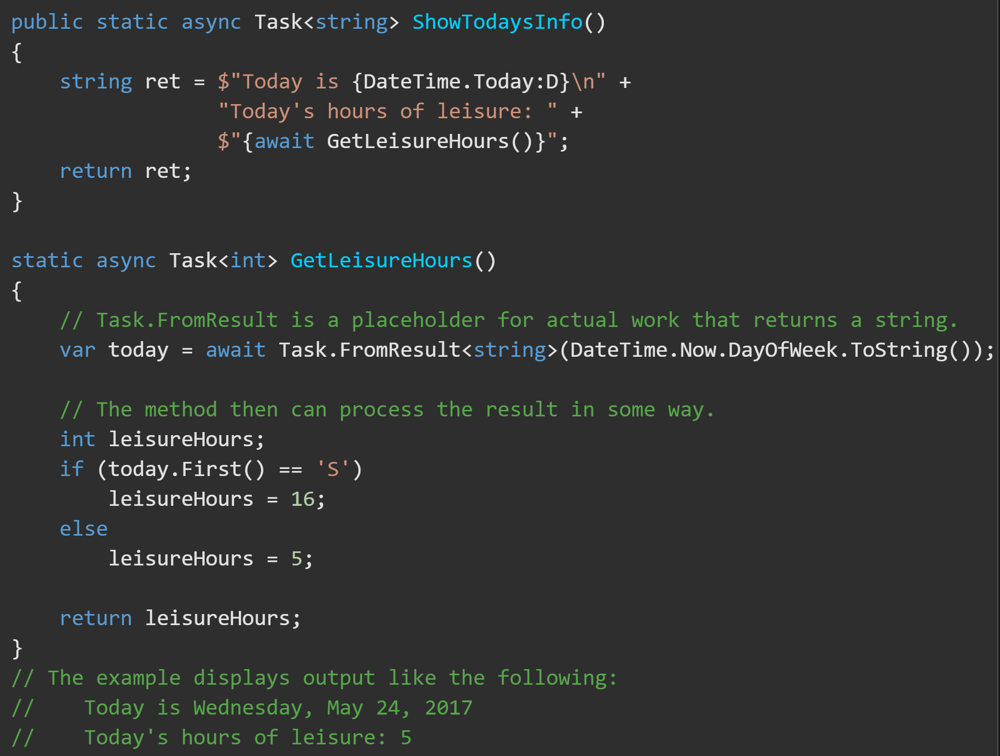 public static async Task<string> ShowTodaysInfo()
{
    string ret = $"Today is {DateTime.Today:D}\n" +
                 "Today's hours of leisure: " +
                 $"{await GetLeisureHours()}";
    return ret;
}

static async Task<int> GetLeisureHours()
{
    // Task.FromResult is a placeholder for actual work that returns a string.
    var today = await Task.FromResult<string>(DateTime.Now.DayOfWeek.ToString());

    // The method then can process the result in some way.
    int leisureHours;
    if (today.First() == 'S')
        leisureHours = 16;
    else
        leisureHours = 5;

    return leisureHours;
}
// The example displays output like the following:
//    Today is Wednesday, May 24, 2017
//    Today's hours of leisure: 5